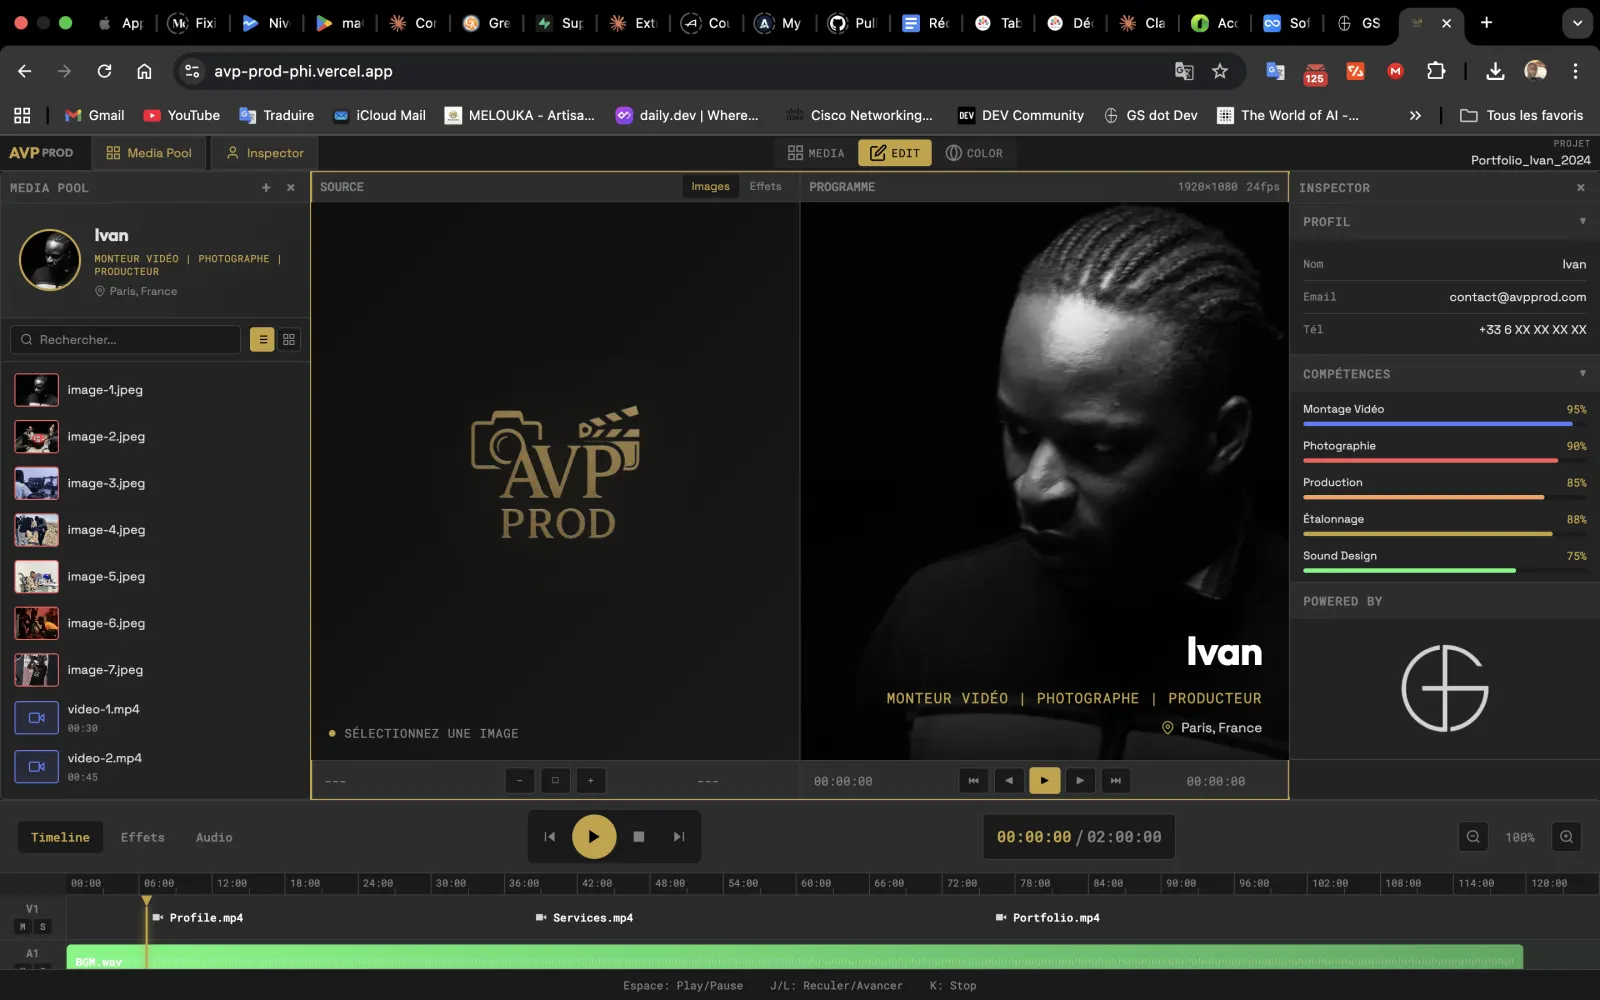 App
Fixi
Niv
ma
Cor
Gre
Sup
Ext
Cou
My
Pull
Réc
Tab
Déc
Cla
Acc
Sof
GS
avp-prod-phi.vercel.app
125
Gmail
YouTube
Traduire
iCloud Mail
MELOUKA - Artisa...
daily.dev | Where...
Cisco Networking...
DEV Community
GS dot Dev
The World of AI -...
Tous les favoris
AVP PROD
Media Pool
Inspector
MEDIA
EDIT
COLOR
PROJET
Portfolio_Ivan_2024
MEDIA POOL
Ivan
MONTEUR VIDÉO | PHOTOGRAPHE |
PRODUCTEUR
Paris, France
Rechercher...
image-1.jpeg
image-2.jpeg
image-3.jpeg
image-4.jpeg
image-5.jpeg
image-6.jpeg
image-7.jpeg
video-1.mp4
00:30
video-2.mp4
00:45
SOURCE
Images
Effets
AVP
PROD
SÉLECTIONNEZ UNE IMAGE
---
---
PROGRAMME
1920×1080 24fps
Ivan
MONTEUR VIDÉO | PHOTOGRAPHE | PRODUCTEUR
Paris, France
00:00:00
00:00:00
INSPECTOR
PROFIL
Nom
Ivan
Email
contact@avpprod.com
Tél
+33 6 XX XX XX XX
COMPÉTENCES
Montage Vidéo
95%
Photographie
90%
Production
85%
Étalonnage
88%
Sound Design
75%
POWERED BY
Timeline
Effets
Audio
00:00:00 / 02:00:00
100%
00:00
06:00
12:00
18:00
24:00
30:00
36:00
42:00
48:00
54:00
60:00
66:00
72:00
78:00
84:00
90:00
96:00
102:00
108:00
114:00
120:00
V1
M S
Profile.mp4
Services.mp4
Portfolio.mp4
A1
BGM.wav
Espace: Play/Pause
J/L: Reculer/Avancer
K: Stop